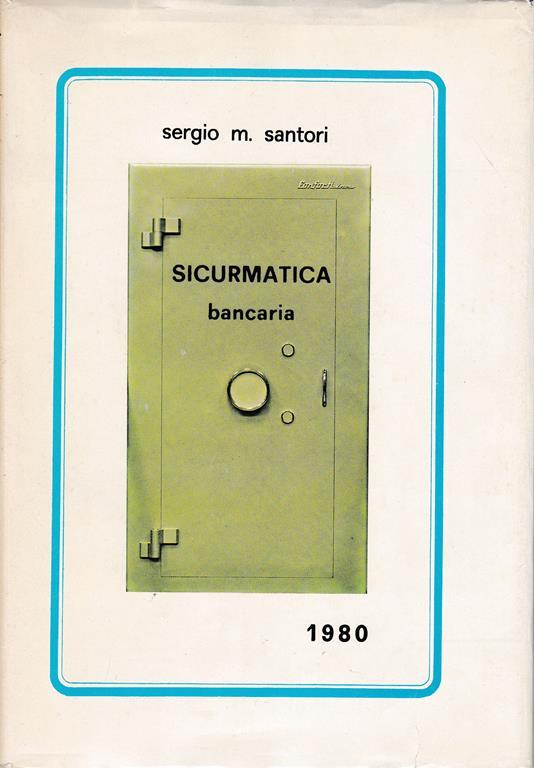 sergio m. santori
SICURMATICA
bancaria
1980